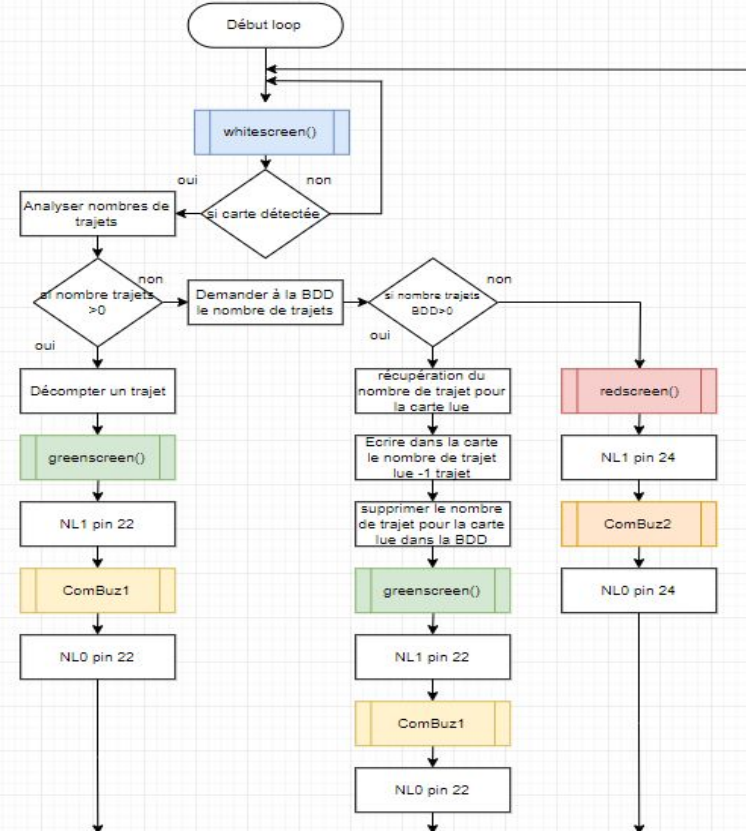 Début loop
whitescreen()
oui
non
si carte détectée
Analyser nombres de
trajets
si nombre trajets
>0
non
oui
Demander à la BDD
le nombre de trajets
si nombre trajets
BDD>0
non
oui
Décompter un trajet
greenscreen()
NL1 pin 22
ComBuz1
NL0 pin 22
récupération du
nombre de trajet pour
la carte lue
Ecrire dans la carte
le nombre de trajet
lue -1 trajet
supprimer le nombre
de trajet pour la carte
lue dans la BDD
greenscreen()
NL1 pin 22
ComBuz1
NL0 pin 22
redscreen()
NL1 pin 24
ComBuz2
NL0 pin 24